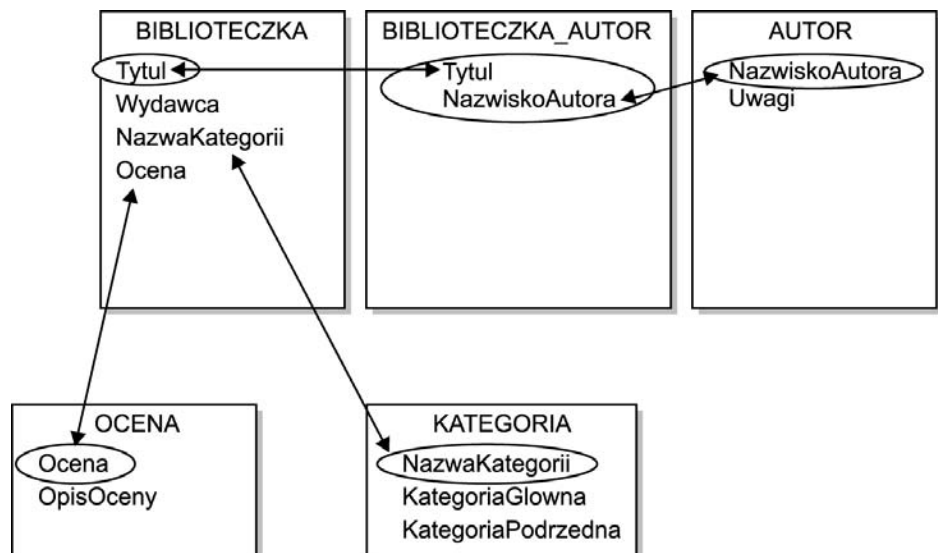 BIBLIOTECZKA
Tytul
Wydawca
NazwaKategorii
Ocena
BIBLIOTECZKA_AUTOR
Tytul
NazwiskoAutora
AUTOR
NazwiskoAutora
Uwagi
OCENA
Ocena
OpisOceny
KATEGORIA
NazwaKategorii
KategoriaGlowna
KategoriaPodrzedna